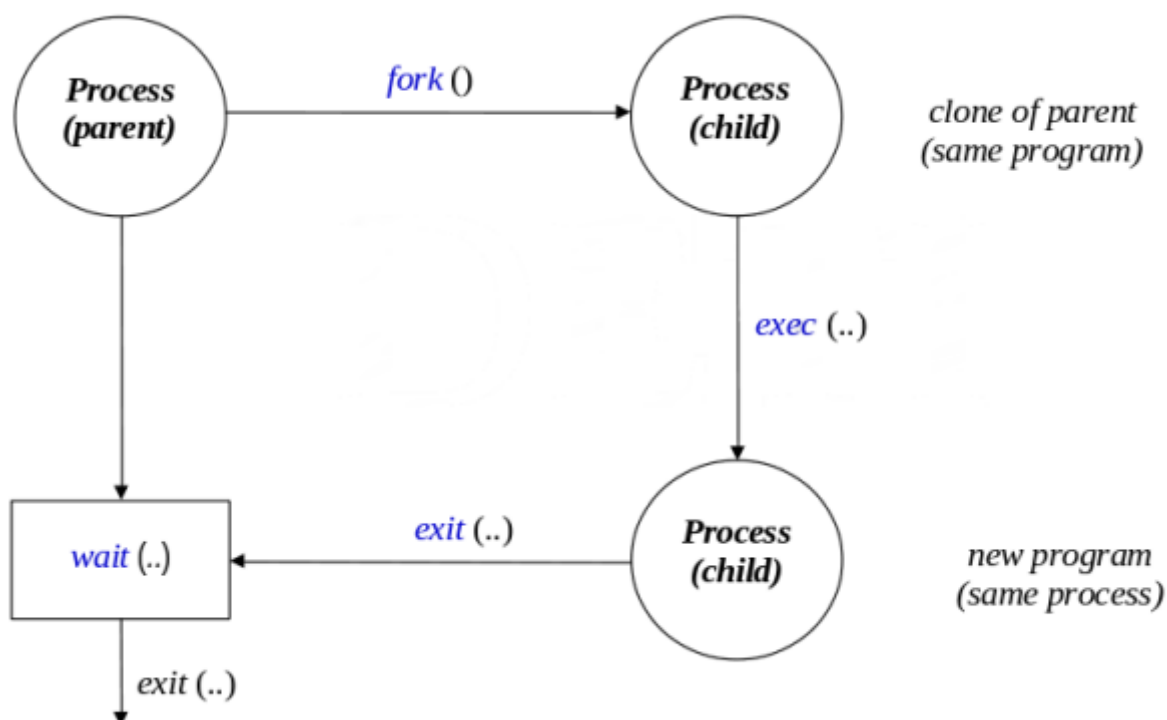 Process
(parent)
fork ()
Process
(child)
clone of parent
(same program)
exec (..)
wait (..)
exit (..)
Process
(child)
new program
(same process)
exit (..)